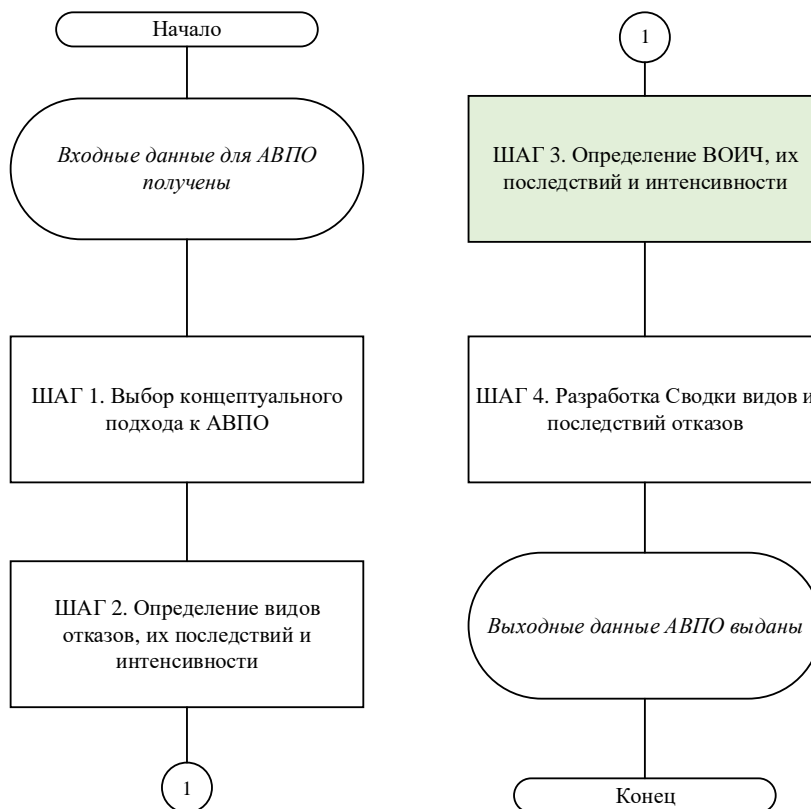 Начало
Входные данные для АВПО
получены
ШАГ 1. Выбор концептуального
подхода к АВПО
ШАГ 2. Определение видов
отказов, их последствий и
интенсивности
1
1
ШАГ 3. Определение ВОИЧ, их
последствий и интенсивности
ШАГ 4. Разработка Сводки видов и
последствий отказов
Выходные данные АВПО выданы
Конец